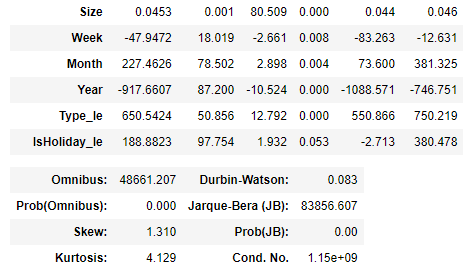 Size 0.0453 0.001 80.509 0.000 0.044 0.046
Week -47.9472 18.019 -2.661 0.008 -83.263 -12.631
Month 227.4626 78.502 2.898 0.004 73.600 381.325
Year -917.6607 87.200 -10.524 0.000 -1088.571 -746.751
Type_le 650.5424 50.856 12.792 0.000 550.866 750.219
IsHoliday_le 188.8823 97.754 1.932 0.053 -2.713 380.478
Omnibus: 48661.207 Durbin-Watson: 0.083
Prob(Omnibus): 0.000 Jarque-Bera (JB): 83856.607
Skew: 1.310 Prob(JB): 0.00
Kurtosis: 4.129 Cond. No. 1.15e+09